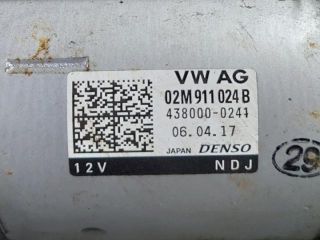 VW AG
02M 911 024 B
438000-0241
06.04.17
JAPAN DENSO
12V NDJ
29